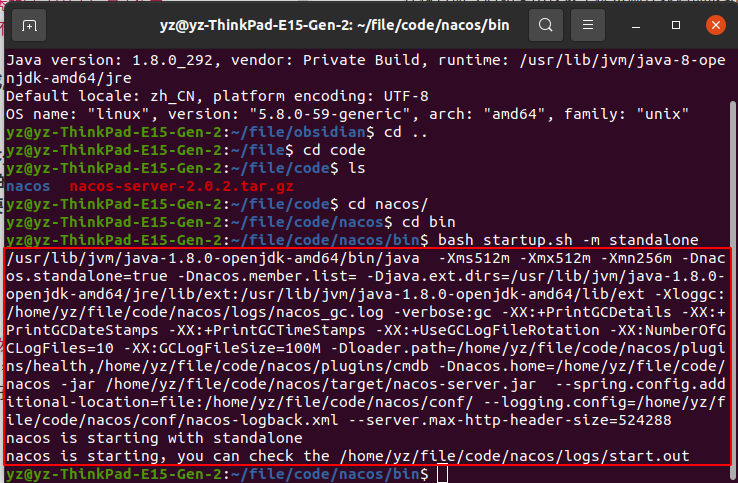 yz@yz-ThinkPad-E15-Gen-2: ~/file/code/nacos/bin
Java version: 1.8.0_292, vendor: Private Build, runtime: /usr/lib/jvm/java-8-ope
njdk-amd64/jre
Default locale: zh_CN, platform encoding: UTF-8
OS name: "linux", version: "5.8.0-59-generic", arch: "amd64", family: "unix"
yz@yz-ThinkPad-E15-Gen-2:~/file/obsidian$ cd ..
yz@yz-ThinkPad-E15-Gen-2:~/file$ cd code
yz@yz-ThinkPad-E15-Gen-2:~/file/code$ ls
nacos  nacos-server-2.0.2.tar.gz
yz@yz-ThinkPad-E15-Gen-2:~/file/code$ cd nacos/
yz@yz-ThinkPad-E15-Gen-2:~/file/code/nacos$ cd bin
yz@yz-ThinkPad-E15-Gen-2:~/file/code/nacos/bin$ bash startup.sh -m standalone
/usr/lib/jvm/java-1.8.0-openjdk-amd64/bin/java  -Xms512m -Xmx512m -Xmn256m -Dnac
os.standalone=true -Dnacos.member.list= -Djava.ext.dirs=/usr/lib/jvm/java-1.8.0-
openjdk-amd64/jre/lib/ext:/usr/lib/jvm/java-1.8.0-openjdk-amd64/lib/ext -Xloggc:
/home/yz/file/code/nacos/logs/nacos_gc.log -verbose:gc -XX:+PrintGCDetails -XX:+
PrintGCDateStamps -XX:+PrintGCTimeStamps -XX:+UseGCLogFileRotation -XX:NumberOfG
CLogFiles=10 -XX:GCLogFileSize=100M -Dloader.path=/home/yz/file/code/nacos/plugi
ns/health,/home/yz/file/code/nacos/plugins/cmdb -Dnacos.home=/home/yz/file/code/
nacos -jar /home/yz/file/code/nacos/target/nacos-server.jar  --spring.config.add
itional-location=file:/home/yz/file/code/nacos/conf/ --logging.config=/home/yz/f
ile/code/nacos/conf/nacos-logback.xml --server.max-http-header-size=524288
nacos is starting with standalone
nacos is starting, you can check the /home/yz/file/code/nacos/logs/start.out
yz@yz-ThinkPad-E15-Gen-2:~/file/code/nacos/bin$